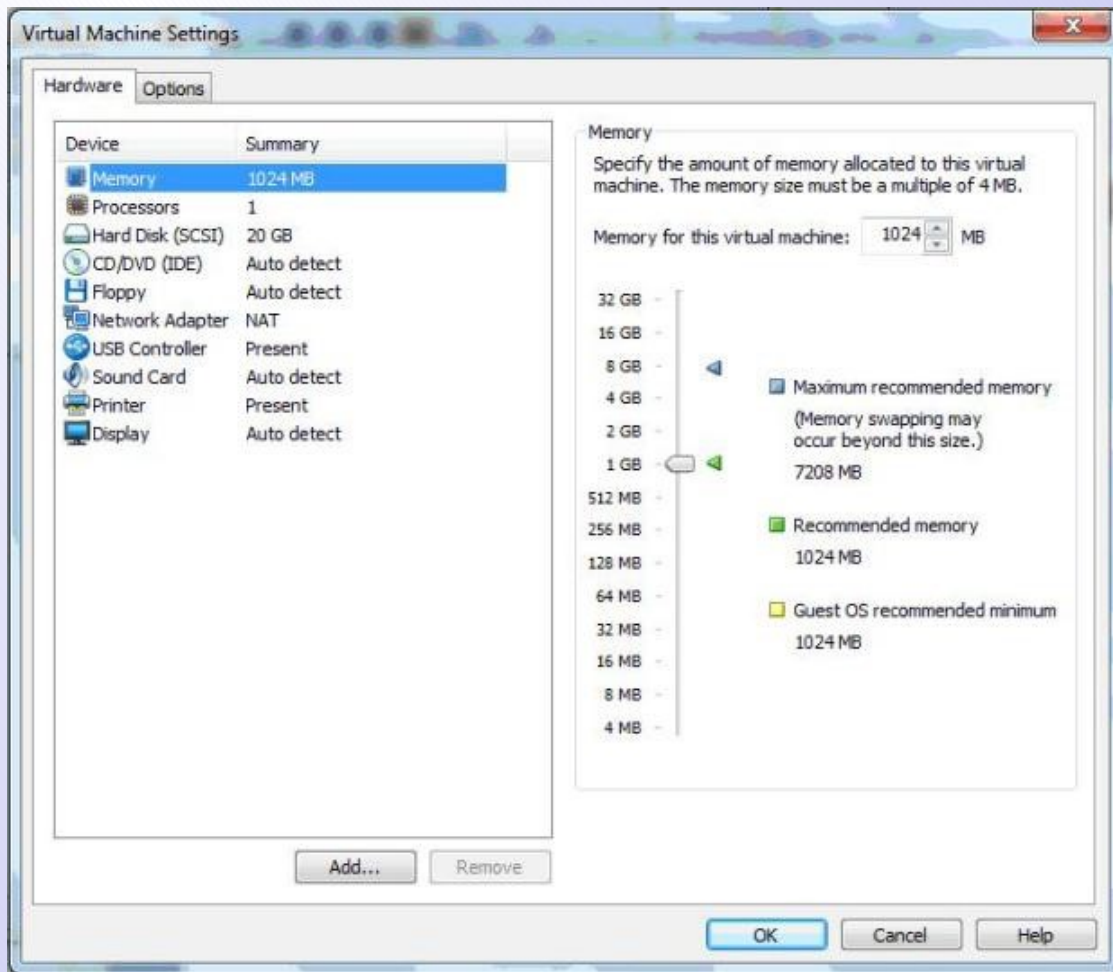 Virtual Machine Settings
Hardware
Options
Device Summary
Memory 1024 MB
Processors 1
Hard Disk (SCSI) 20 GB
CD/DVD (IDE) Auto detect
Floppy Auto detect
Network Adapter NAT
USB Controller Present
Sound Card Auto detect
Printer Present
Display Auto detect
Add...
Remove
Memory
Specify the amount of memory allocated to this virtual
machine. The memory size must be a multiple of 4 MB.
Memory for this virtual machine: 1024 MB
32 GB
16 GB
8 GB
4 GB
2 GB
1 GB
512 MB
256 MB
128 MB
64 MB
32 MB
16 MB
8 MB
4 MB
Maximum recommended memory
(Memory swapping may
occur beyond this size.)
7208 MB
Recommended memory
1024 MB
Guest OS recommended minimum
1024 MB
OK
Cancel
Help